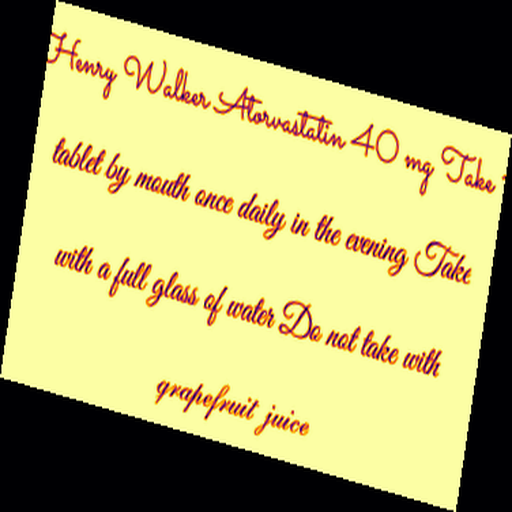 Henry Walker Atorvastatin 40 mg Take
tablet by mouth once daily in the evening Take
with a full glass of water Do not take with
grapefruit juice